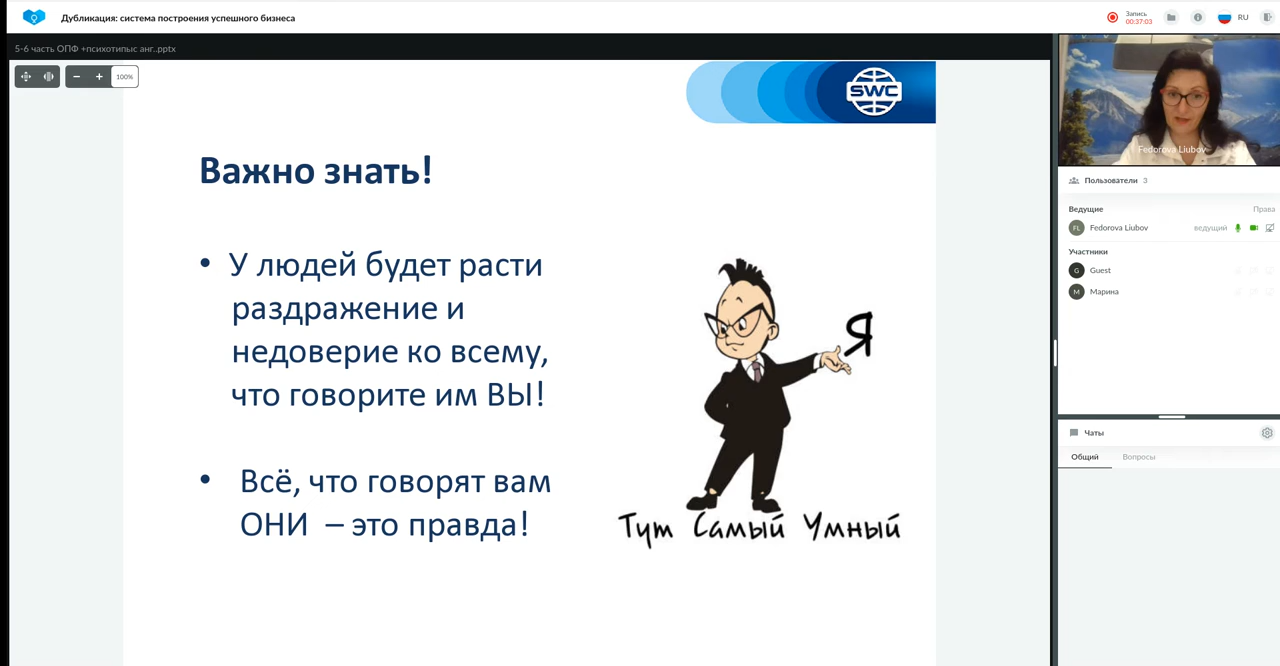 Дубликация: система построения успешного бизнеса
Запись
00:37:03
RU
5-6 часть ОПФ +психотипыс анг..pptx
100%
SWC
Важно знать!
• У людей будет расти
раздражение и
недоверие ко всему,
что говорите им ВЫ!
• Всё, что говорят вам
ОНИ – это правда!
Я
Тут Самый Умный
Fedorova Liubov
Пользователи 3
Ведущие Права
FL Fedorova Liubov ведущий
Участники
G Guest
М Марина
Чаты
Общий Вопросы